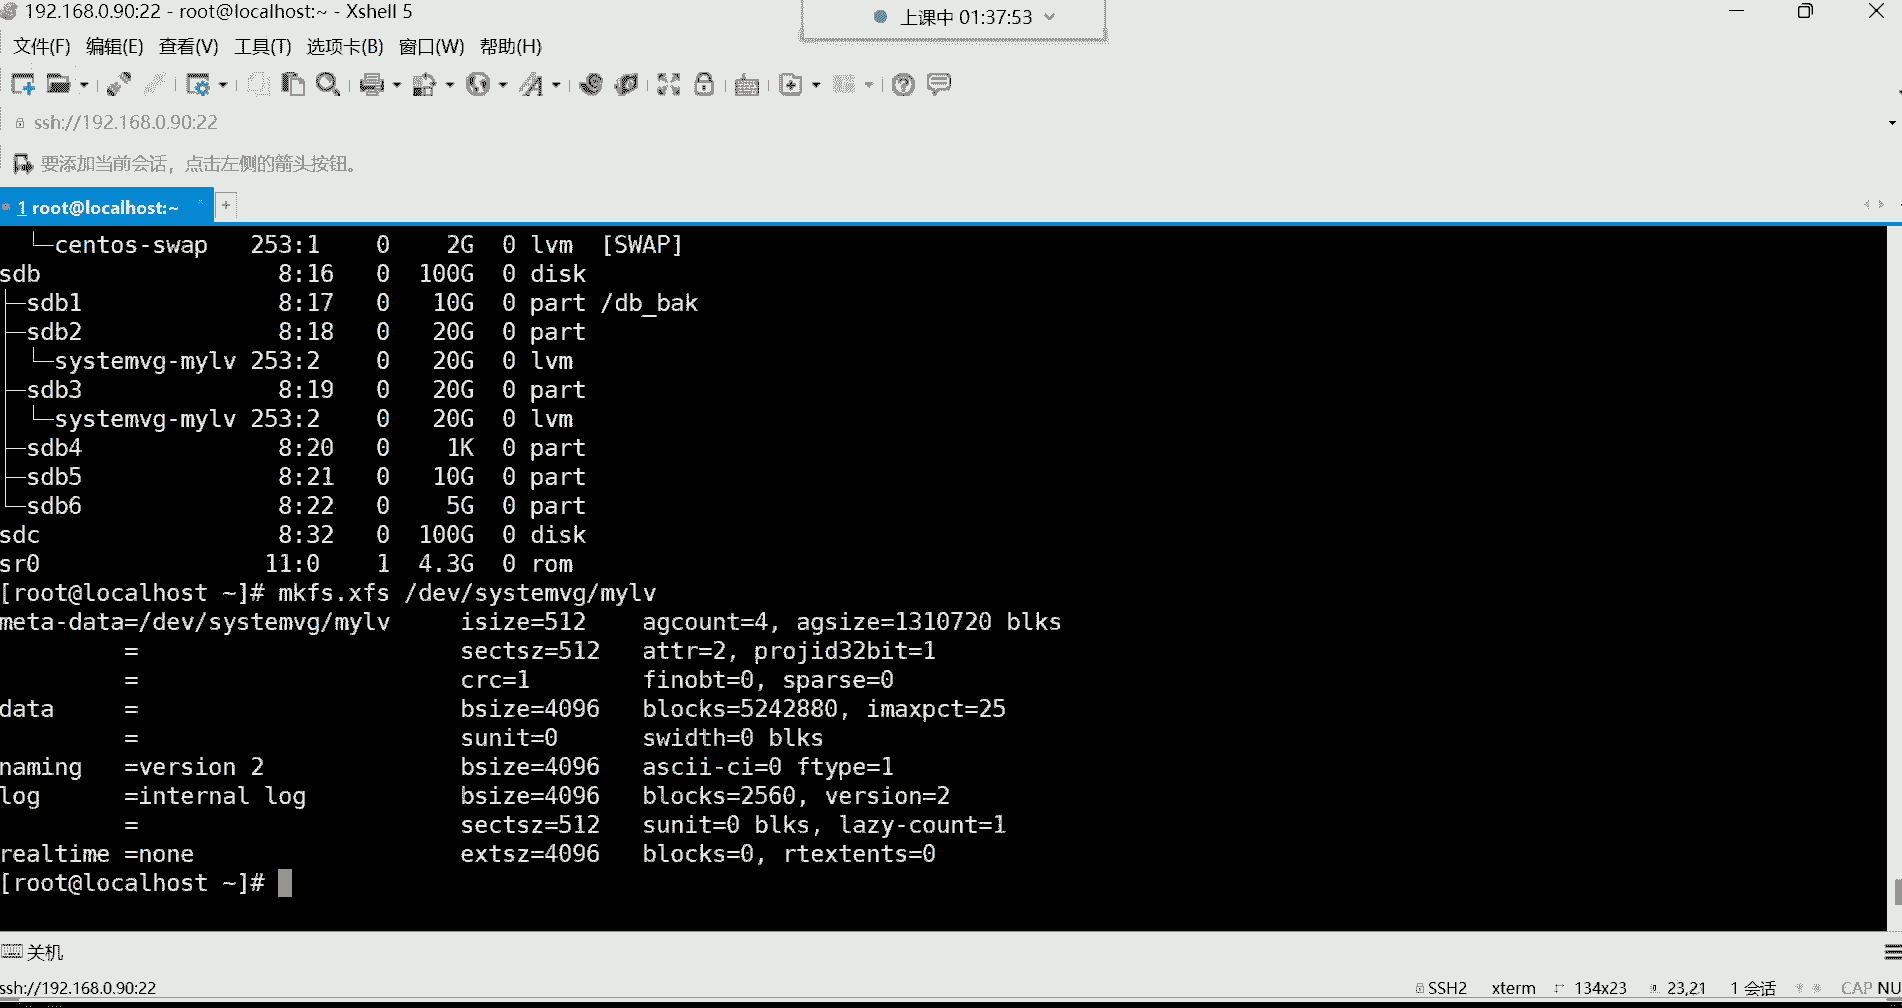 192.168.0.90:22 - root@localhost:~ - Xshell 5
上课中 01:37:53
文件(F) 编辑(E) 查看(V) 工具(T) 选项卡(B) 窗口(W) 帮助(H)
ssh://192.168.0.90:22
要添加当前会话，点击左侧的箭头按钮。
1 root@localhost:~
└─centos-swap 253:1 0 2G 0 lvm [SWAP]
sdb 8:16 0 100G 0 disk
├─sdb1 8:17 0 10G 0 part /db_bak
├─sdb2 8:18 0 20G 0 part
│ └─systemvg-mylv 253:2 0 20G 0 lvm
├─sdb3 8:19 0 20G 0 part
│ └─systemvg-mylv 253:2 0 20G 0 lvm
├─sdb4 8:20 0 1K 0 part
├─sdb5 8:21 0 10G 0 part
└─sdb6 8:22 0 5G 0 part
sdc 8:32 0 100G 0 disk
sr0 11:0 1 4.3G 0 rom
[root@localhost ~]# mkfs.xfs /dev/systemvg/mylv
meta-data=/dev/systemvg/mylv isize=512 agcount=4, agsize=1310720 blks
= sectsz=512 attr=2, projid32bit=1
= crc=1 finobt=0, sparse=0
data = bsize=4096 blocks=5242880, imaxpct=25
= sunit=0 swidth=0 blks
naming =version 2 bsize=4096 ascii-ci=0 ftype=1
log =internal log bsize=4096 blocks=2560, version=2
= sectsz=512 sunit=0 blks, lazy-count=1
realtime =none extsz=4096 blocks=0, rtextents=0
[root@localhost ~]#
关机
ssh://192.168.0.90:22 SSH2 xterm 134x23 23,21 1 会话 CAP NU